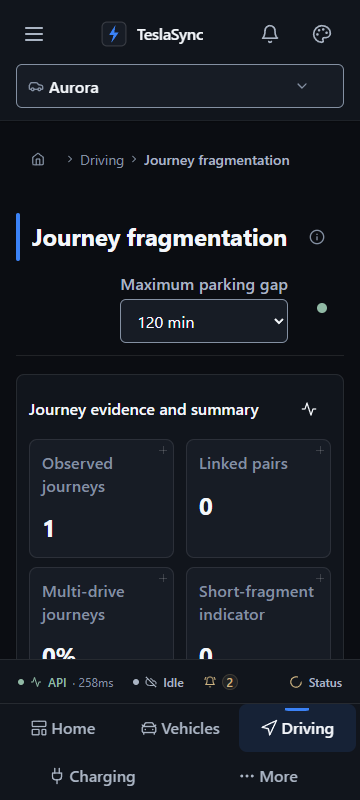 TeslaSync
Aurora
Driving
Journey fragmentation
Journey fragmentation
Maximum parking gap
120 min
Journey evidence and summary
Observed
journeys
1
Linked pairs
0
Multi-drive
journeys
0%
Short-fragment
indicator
0
API · 258ms
Idle
2
Status
Home
Vehicles
Driving
Charging
More